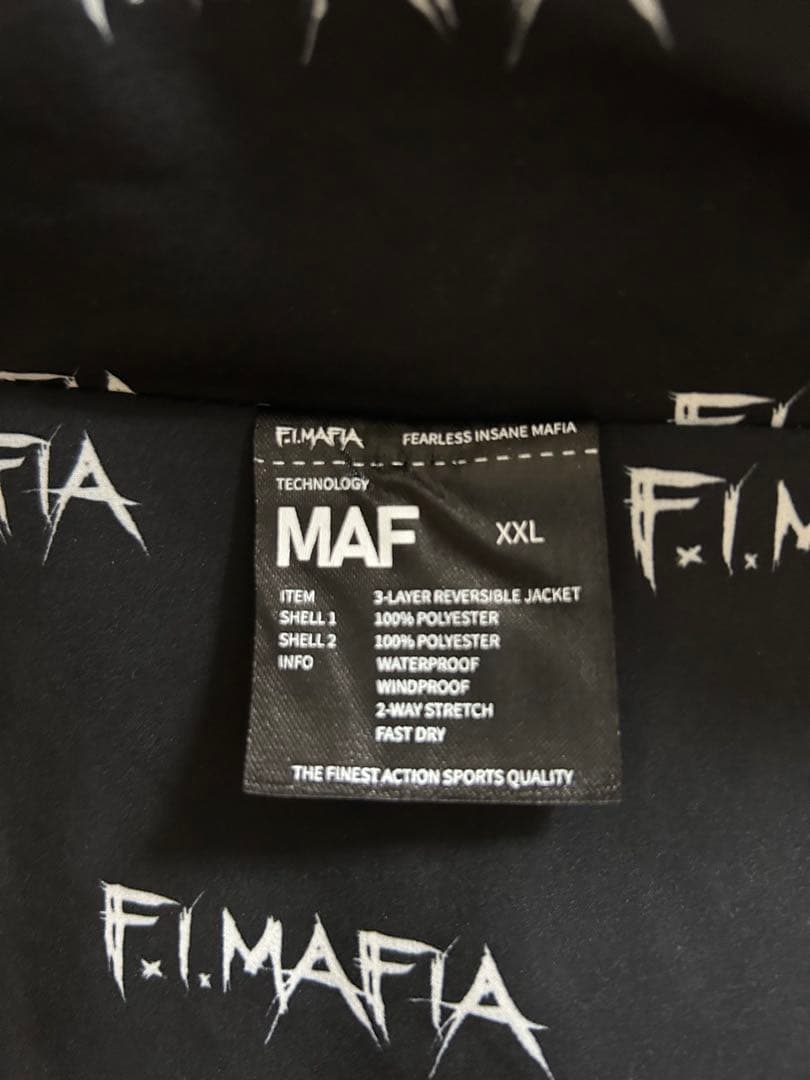 FIA
F.I.MAFIA FEARLESS INSANE MAFIA
TECHNOLOGY
MAF XXL
F.I.M
ITEM 3-LAYER REVERSIBLE JACKET
SHELL 1 100% POLYESTER
SHELL 2 100% POLYESTER
INFO WATERPROOF
WINDPROOF
2-WAY STRETCH
FAST DRY
THE FINEST ACTION SPORTS QUALITY
F.I.MAFIA